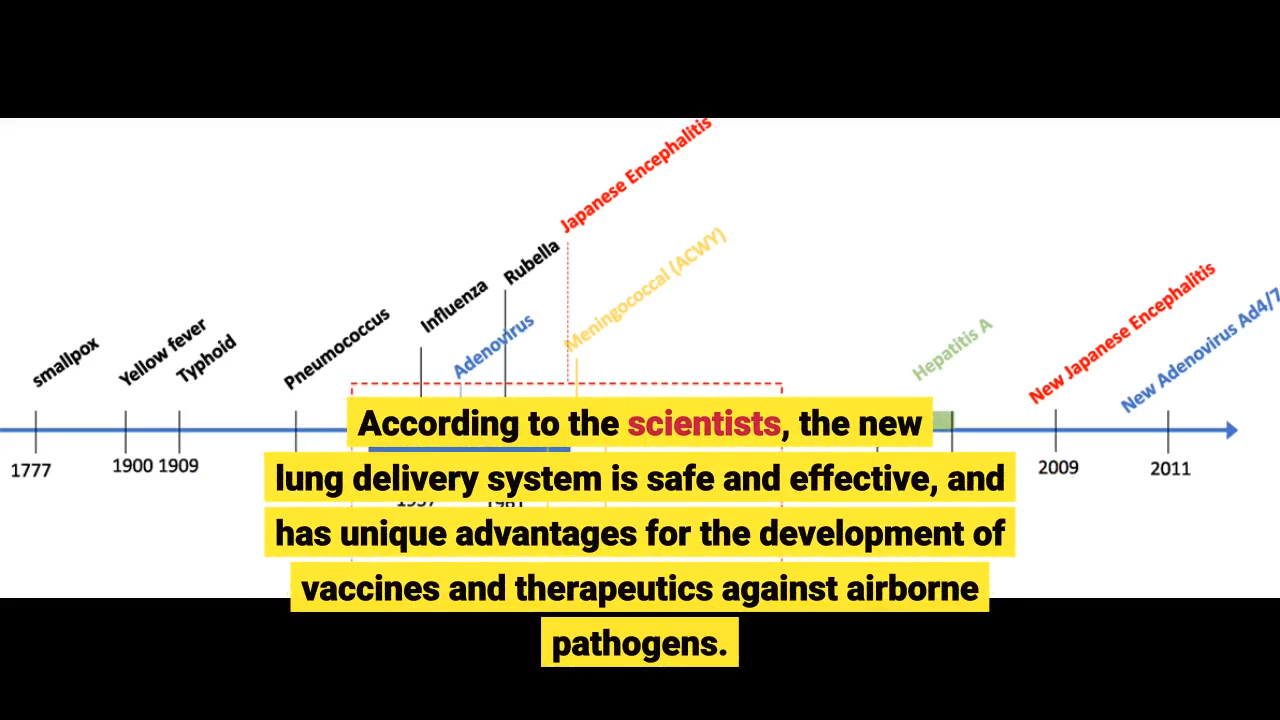 Japanese Encephalitis
Rubella
Meningococcal (ACWY)
Influenza
Adenovirus
Pneumococcus
Yellow fever
Typhoid
smallpox
Hepatitis A
New Japanese Encephalitis
New Adenovirus Ad4/7
According to the scientists, the new
lung delivery system is safe and effective, and
has unique advantages for the development of
vaccines and therapeutics against airborne
pathogens.
1777
1900 1909
2009
2011